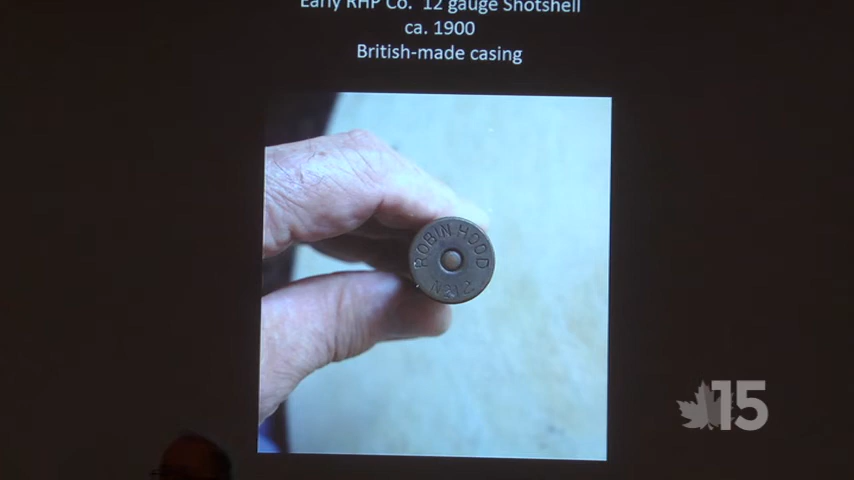 Early RHP Co. 12 gauge Shotshell
ca. 1900
British-made casing
ROBIN HOOD
No 12
15